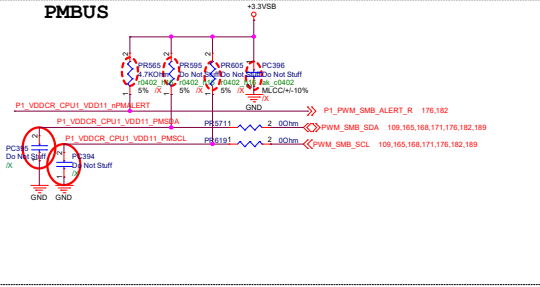 PMBUS
+3.3VSB
PR565 PR595 PR605 PC396
4.7KOhm Do Not Stuff Do Not Stuff Do Not Stuff
5% /X 5% /X 5% /X MLCC/+/-10%
/X
GND
P1_VDDCR_CPU1_VDD11_nPMALERT P1_PWM_SMB_ALERT_R 176,182
P1_VDDCR_CPU1_VDD11_PMSDA PR5711 2 0Ohm PWM_SMB_SDA 109,165,168,171,176,182,189
P1_VDDCR_CPU1_VDD11_PMSCL PR6191 2 0Ohm PWM_SMB_SCL 109,165,168,171,176,182,189
PC395
Do Not Stuff
/X
PC394
Do Not Stuff
/X
GND GND